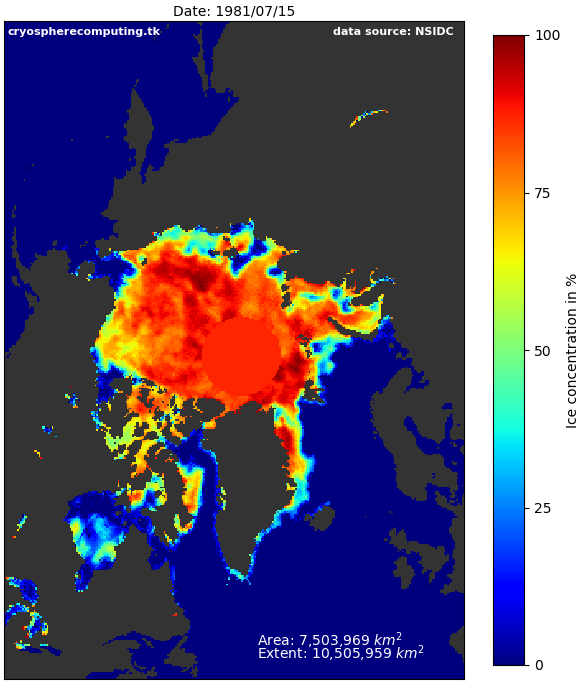 Date: 1981/07/15
cryospherecomputing.tk data source: NSIDC
100
75
50
25
0
Ice concentration in %
Area: 7,503,969 km²
Extent: 10,505,959 km²